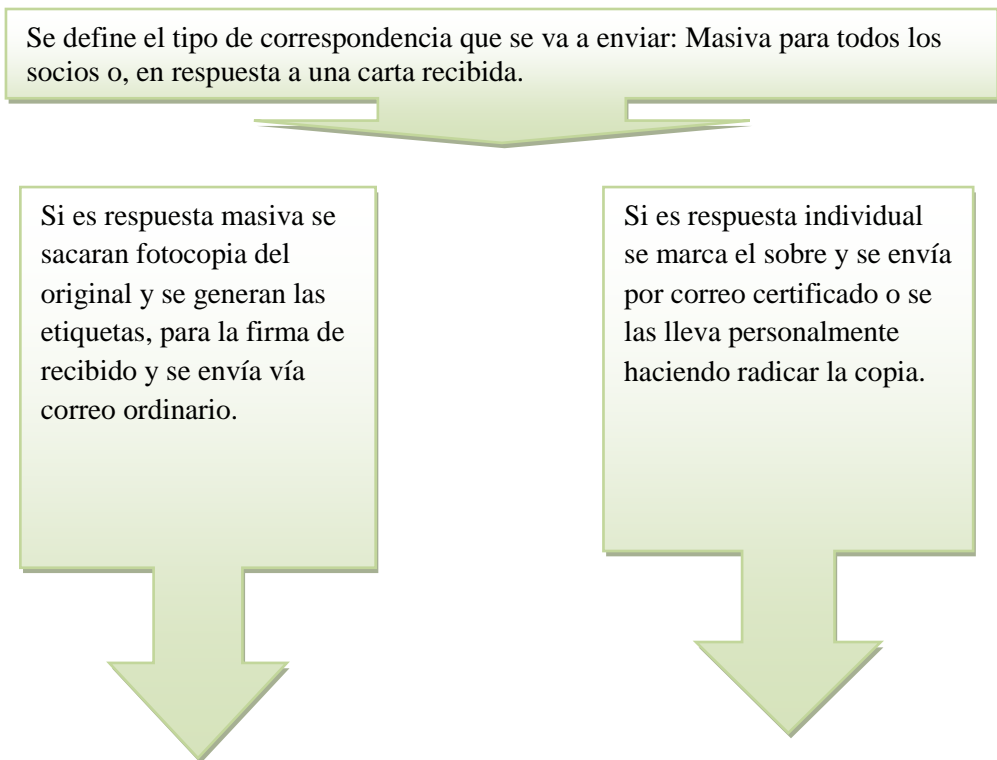 Se define el tipo de correspondencia que se va a enviar: Masiva para todos los
socios o, en respuesta a una carta recibida.
Si es respuesta masiva se
sacaran fotocopia del
original y se generan las
etiquetas, para la firma de
recibido y se envía vía
correo ordinario.
Si es respuesta individual
se marca el sobre y se envía
por correo certificado o se
las lleva personalmente
haciendo radicar la copia.